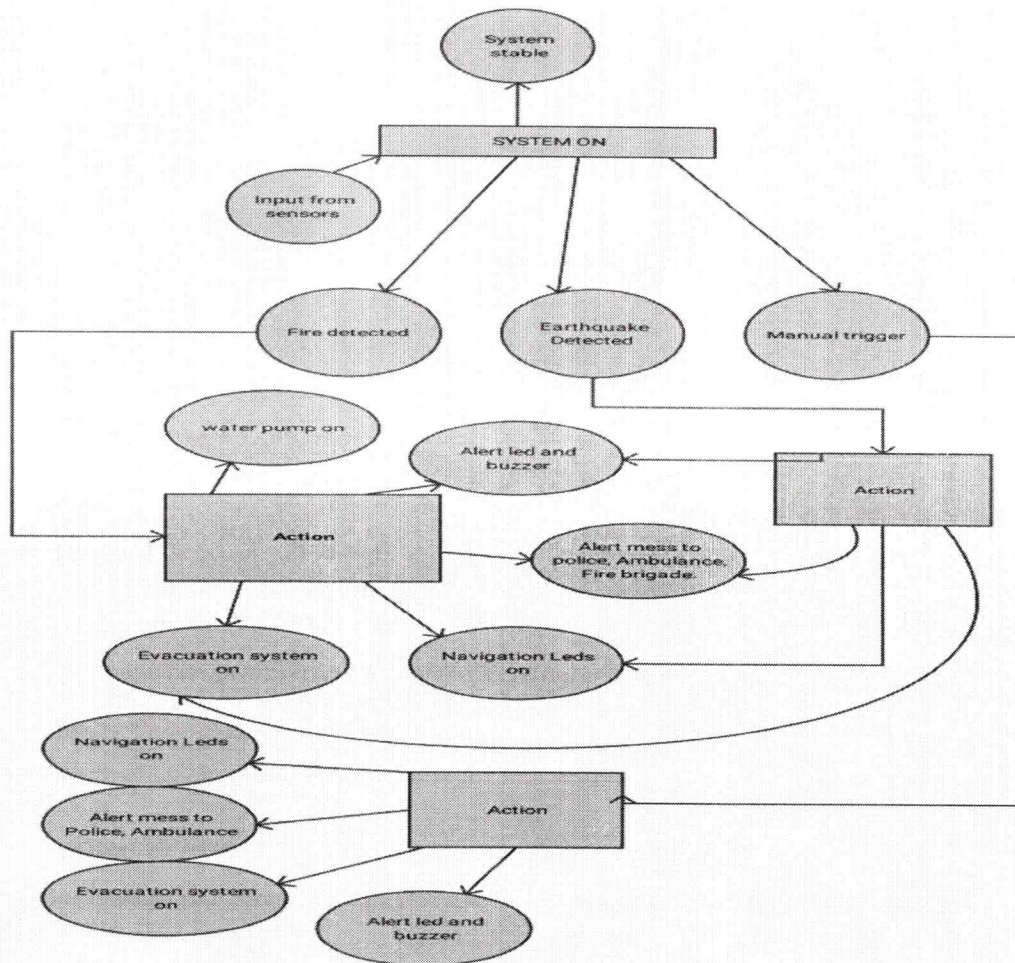 System
stable
SYSTEM ON
Input from
sensors
Fire detected
Earthquake
Detected
Manual trigger
water pump on
Alert led and
buzzer
Action
Action
Alert mess to
police, Ambulance,
Fire brigade.
Evacuation system
on
Navigation Leds
on
Navigation Leds
on
Alert mess to
Police, Ambulance
Action
Evacuation system
on
Alert led and
buzzer